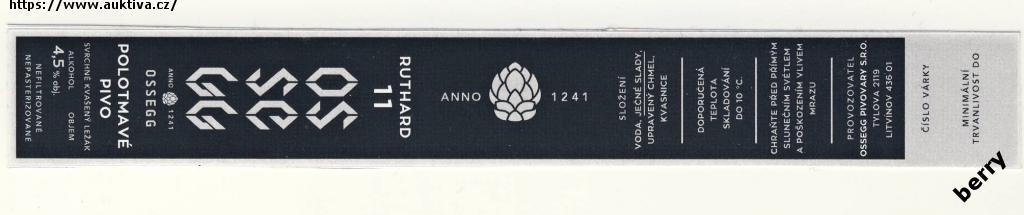 https://www.auktiva.cz/
NEFILTROVANÉ
NEPASTERIZOVANÉ
4,5 % obj.
ALKOHOL OBJEM
SVRCHNĚ KVAŠENÝ LEŽÁK
POLOTMAVÉ
PIVO
OSSEGG
ANNO 1241
OS
SE
GG
RUTHARD
11
ANNO 1241
SLOŽENÍ
VODA, JEČNÉ SLADY,
UPRAVENÝ CHMEL,
KVASNICE
DOPORUČENÁ
TEPLOTA
SKLADOVÁNÍ
DO 10 °C.
CHRAŇTE PŘED PŘÍMÝM
SLUNEČNÍM SVĚTLEM
A POŠKOZENÍM VLIVEM
MRAZU
PROVOZOVATEL
OSSEGG PIVOVARY S.R.O.
TYLOVA 2119
LITVÍNOV 436 01
ČÍSLO VÁRKY
MINIMÁLNÍ
TRVANLIVOST DO
berry